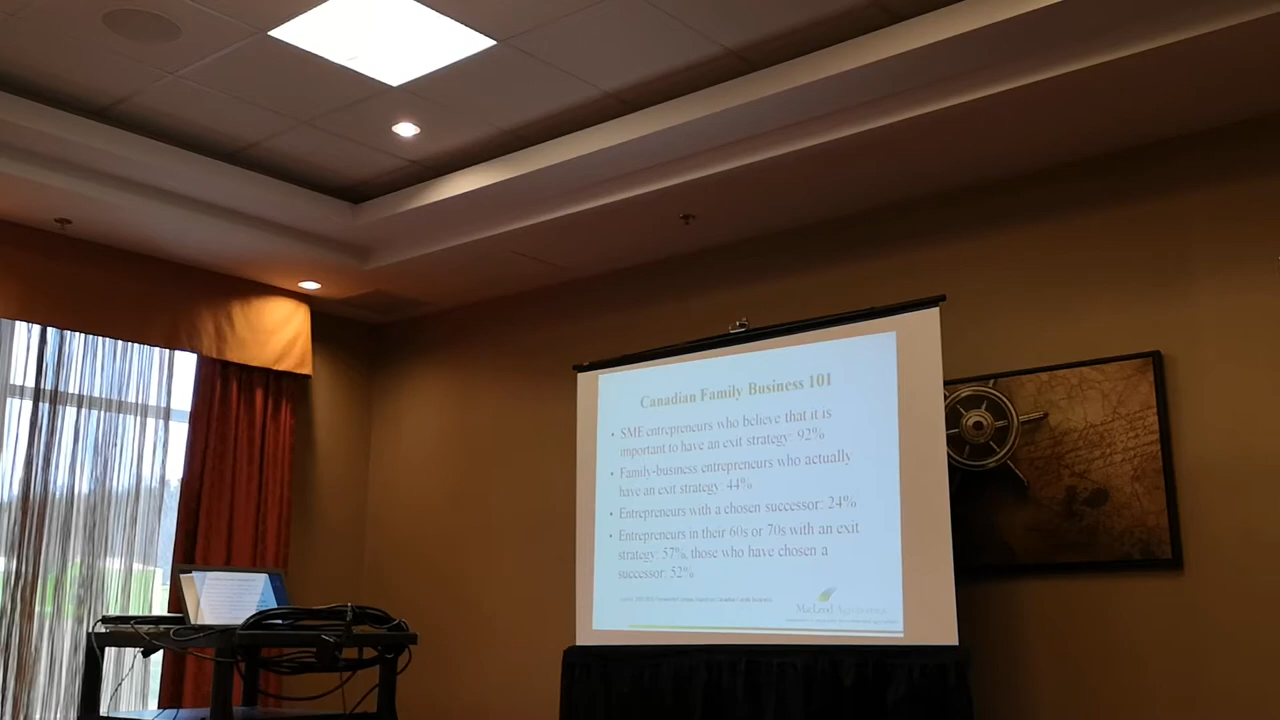 Canadian Family Business 101
• SME entrepreneurs who believe that it is
important to have an exit strategy: 92%
• Family-business entrepreneurs who actually
have an exit strategy: 44%
• Entrepreneurs with a chosen successor: 24%
• Entrepreneurs in their 60s or 70s with an exit
strategy: 57%, those who have chosen a
successor: 52%
MacLeod Agronomics